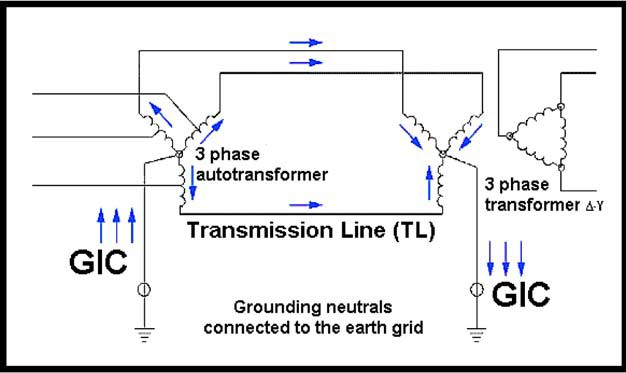 3 phase
autotransformer
3 phase
transformer Δ-Y
Transmission Line (TL)
GIC
GIC
Grounding neutrals
connected to the earth grid